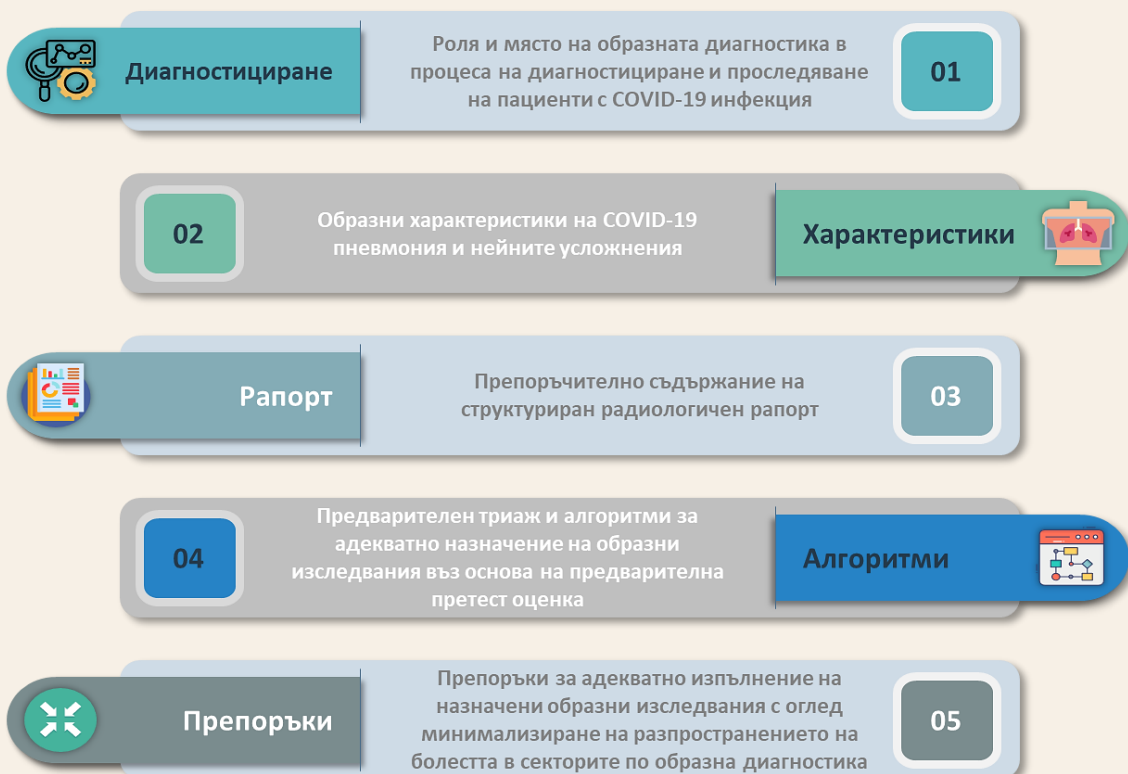 Диагностициране
Роля и място на образната диагностика в
процеса на диагностициране и проследяване
на пациенти с COVID-19 инфекция
01
02
Образни характеристики на COVID-19
пневмония и нейните усложнения
Характеристики
Рапорт
Препоръчително съдържание на
структуриран радиологичен рапорт
03
04
Предварителен триаж и алгоритми за
адекватно назначение на образни
изследвания въз основа на предварителна
претест оценка
Алгоритми
Препоръки
Препоръки за адекватно изпълнение на
назначени образни изследвания с оглед
минимализиране на разпространението на
болестта в секторите по образна диагностика
05